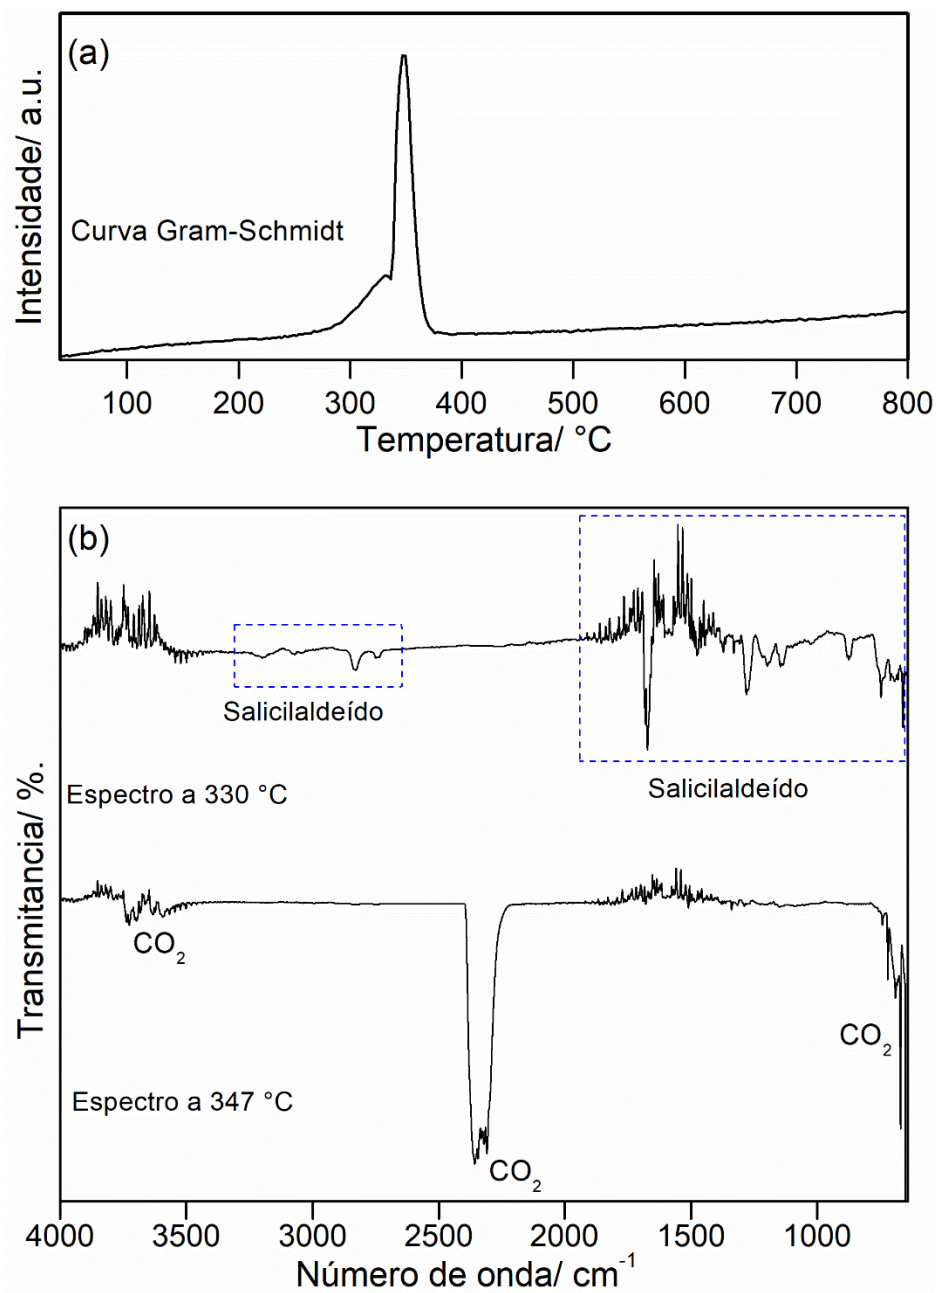 (a)
Intensidade/ a.u.
Curva Gram-Schmidt
100 200 300 400 500 600 700 800
Temperatura/ °C
(b)
Transmitancia/ %.
Salicilaldeído
Salicilaldeído
Espectro a 330 °C
CO₂
CO₂
Espectro a 347 °C
CO₂
4000 3500 3000 2500 2000 1500 1000
Número de onda/ cm⁻¹